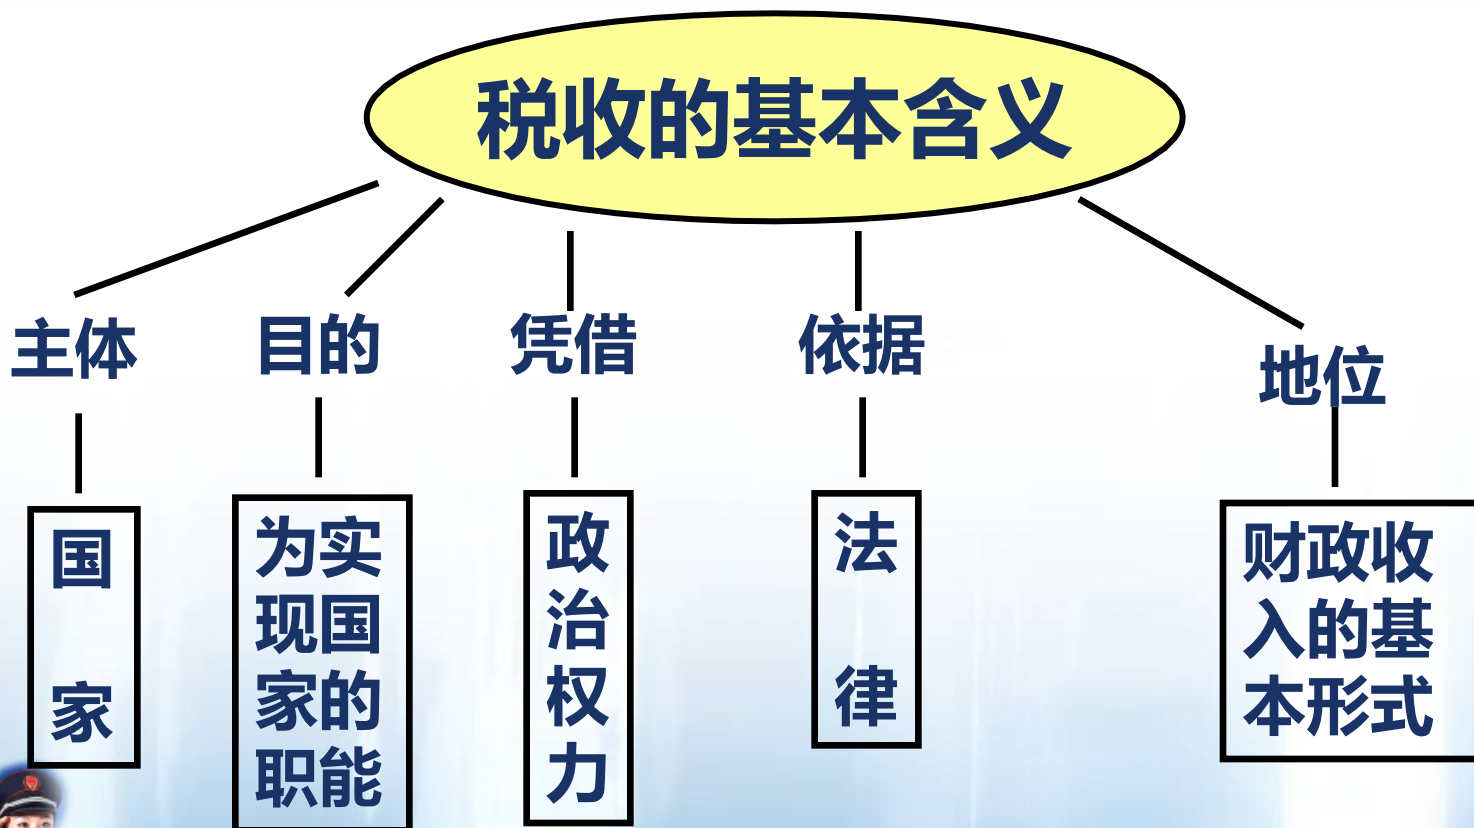 税收的基本含义
主体
目的
凭借
依据
地位
国
家
为实
现国
家的
职能
政
治
权
力
法
律
财政收
入的基
本形式